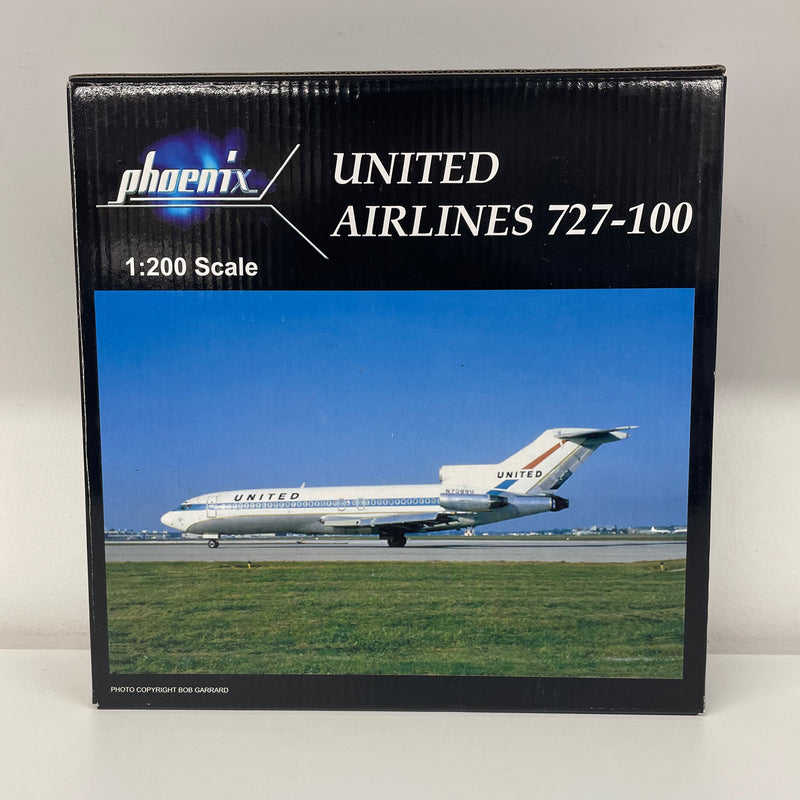 phoenix
UNITED
AIRLINES 727-100
1:200 Scale
UNITED
UNITED
PHOTO COPYRIGHT BOB GARRARD